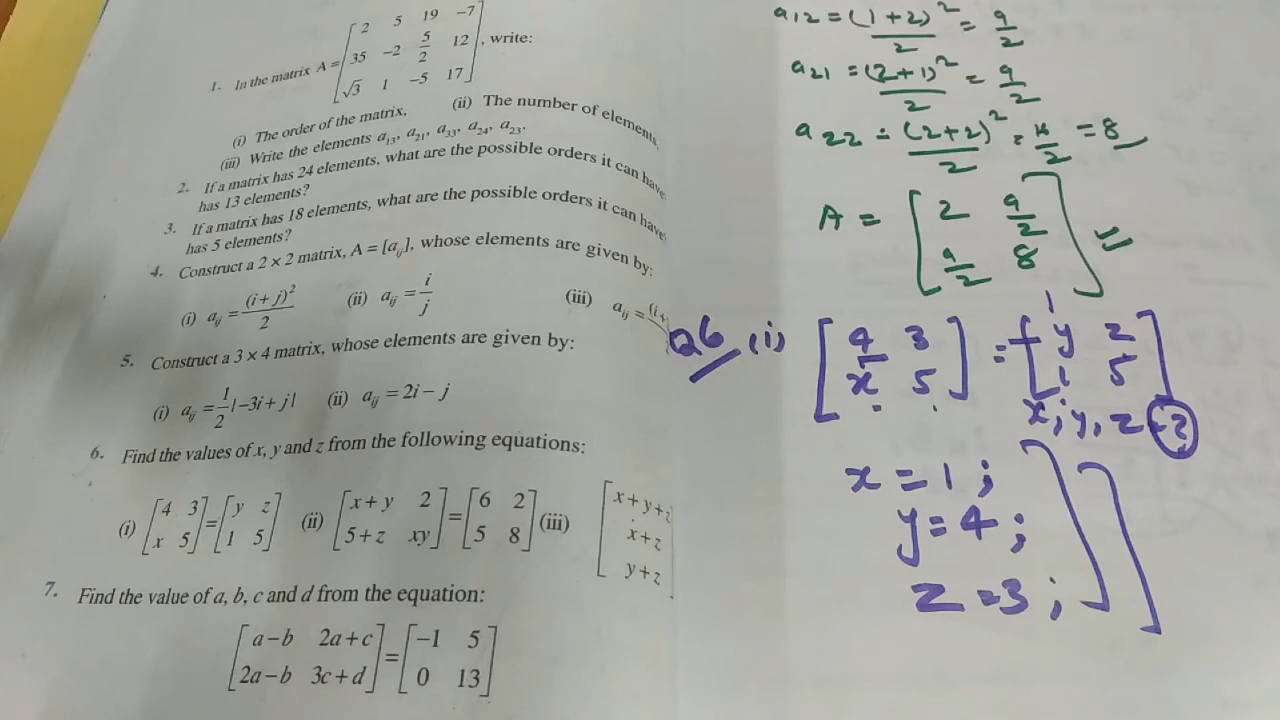 1. In the matrix A = [2 5 19 −7
35 −2 5/2 12
√3 1 −5 17], write:
(i) The order of the matrix, (ii) The number of elements,
(iii) Write the elements a₁₃, a₂₁, a₃₃, a₂₄, a₂₃.
2. If a matrix has 24 elements, what are the possible orders it can have
has 13 elements?
3. If a matrix has 18 elements, what are the possible orders it can have
has 5 elements?
4. Construct a 2 × 2 matrix, A = [aᵢⱼ], whose elements are given by:
(i) aᵢⱼ = (i + j)²/2 (ii) aᵢⱼ = i/j (iii) aᵢⱼ = (i+
5. Construct a 3 × 4 matrix, whose elements are given by:
(i) aᵢⱼ = 1/2 |−3i + j| (ii) aᵢⱼ = 2i − j
6. Find the values of x, y and z from the following equations:
(i) [4 3
x 5] = [y z
1 5] (ii) [x + y 2
5 + z xy] = [6 2
5 8] (iii) [x + y + z
x + z
y + z
7. Find the value of a, b, c and d from the equation:
[a − b 2a + c
2a − b 3c + d] = [−1 5
0 13]
a12 = (1+2)²/2 = 9/2
a21 = (2+1)²/2 = 9/2
a22 = (2+2)²/2 = /2 = 8
A = [2 9/2
9/2 8]
Q6 (i) [4 3
x 5] = [y z
1 5]
x, y, z = ?
x = 1;
y = 4;
z = 3;